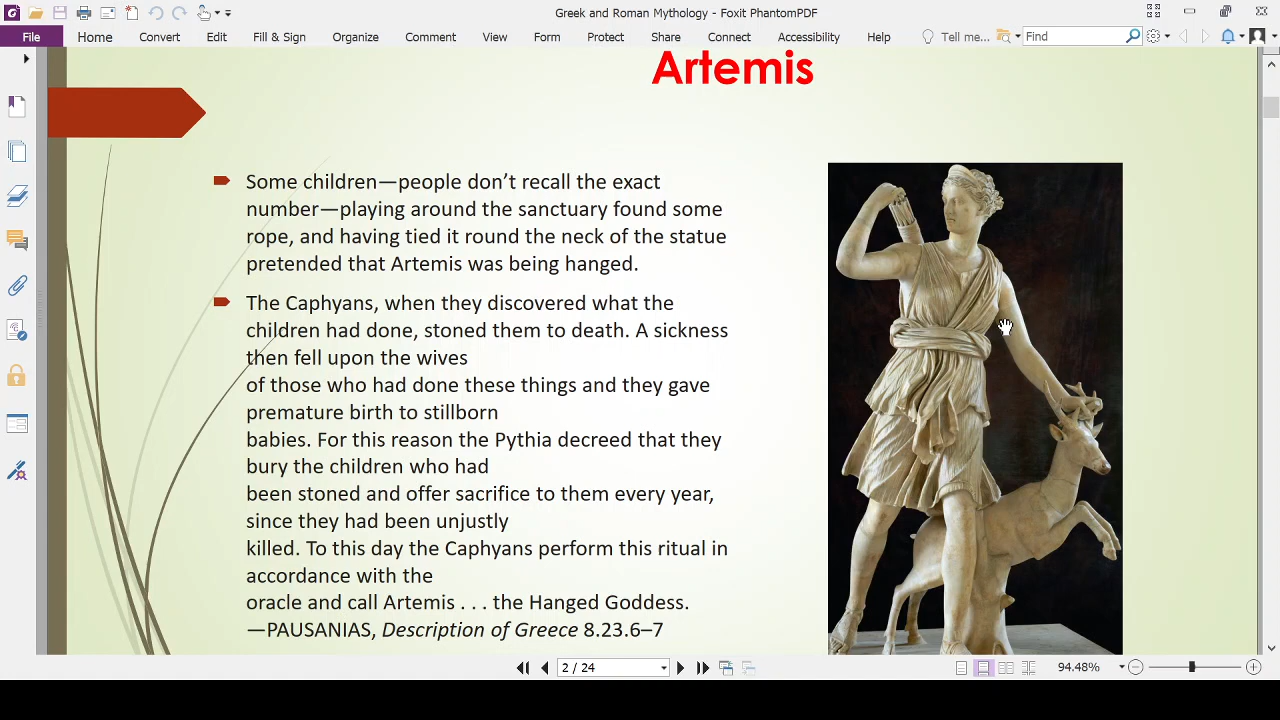 Greek and Roman Mythology - Foxit PhantomPDF
File Home Convert Edit Fill & Sign Organize Comment View Form Protect Share Connect Accessibility Help Tell me... Find
Artemis
Some children—people don’t recall the exact
number—playing around the sanctuary found some
rope, and having tied it round the neck of the statue
pretended that Artemis was being hanged.
The Caphyans, when they discovered what the
children had done, stoned them to death. A sickness
then fell upon the wives
of those who had done these things and they gave
premature birth to stillborn
babies. For this reason the Pythia decreed that they
bury the children who had
been stoned and offer sacrifice to them every year,
since they had been unjustly
killed. To this day the Caphyans perform this ritual in
accordance with the
oracle and call Artemis . . . the Hanged Goddess.
—PAUSANIAS, Description of Greece 8.23.6–7
2 / 24
94.48%